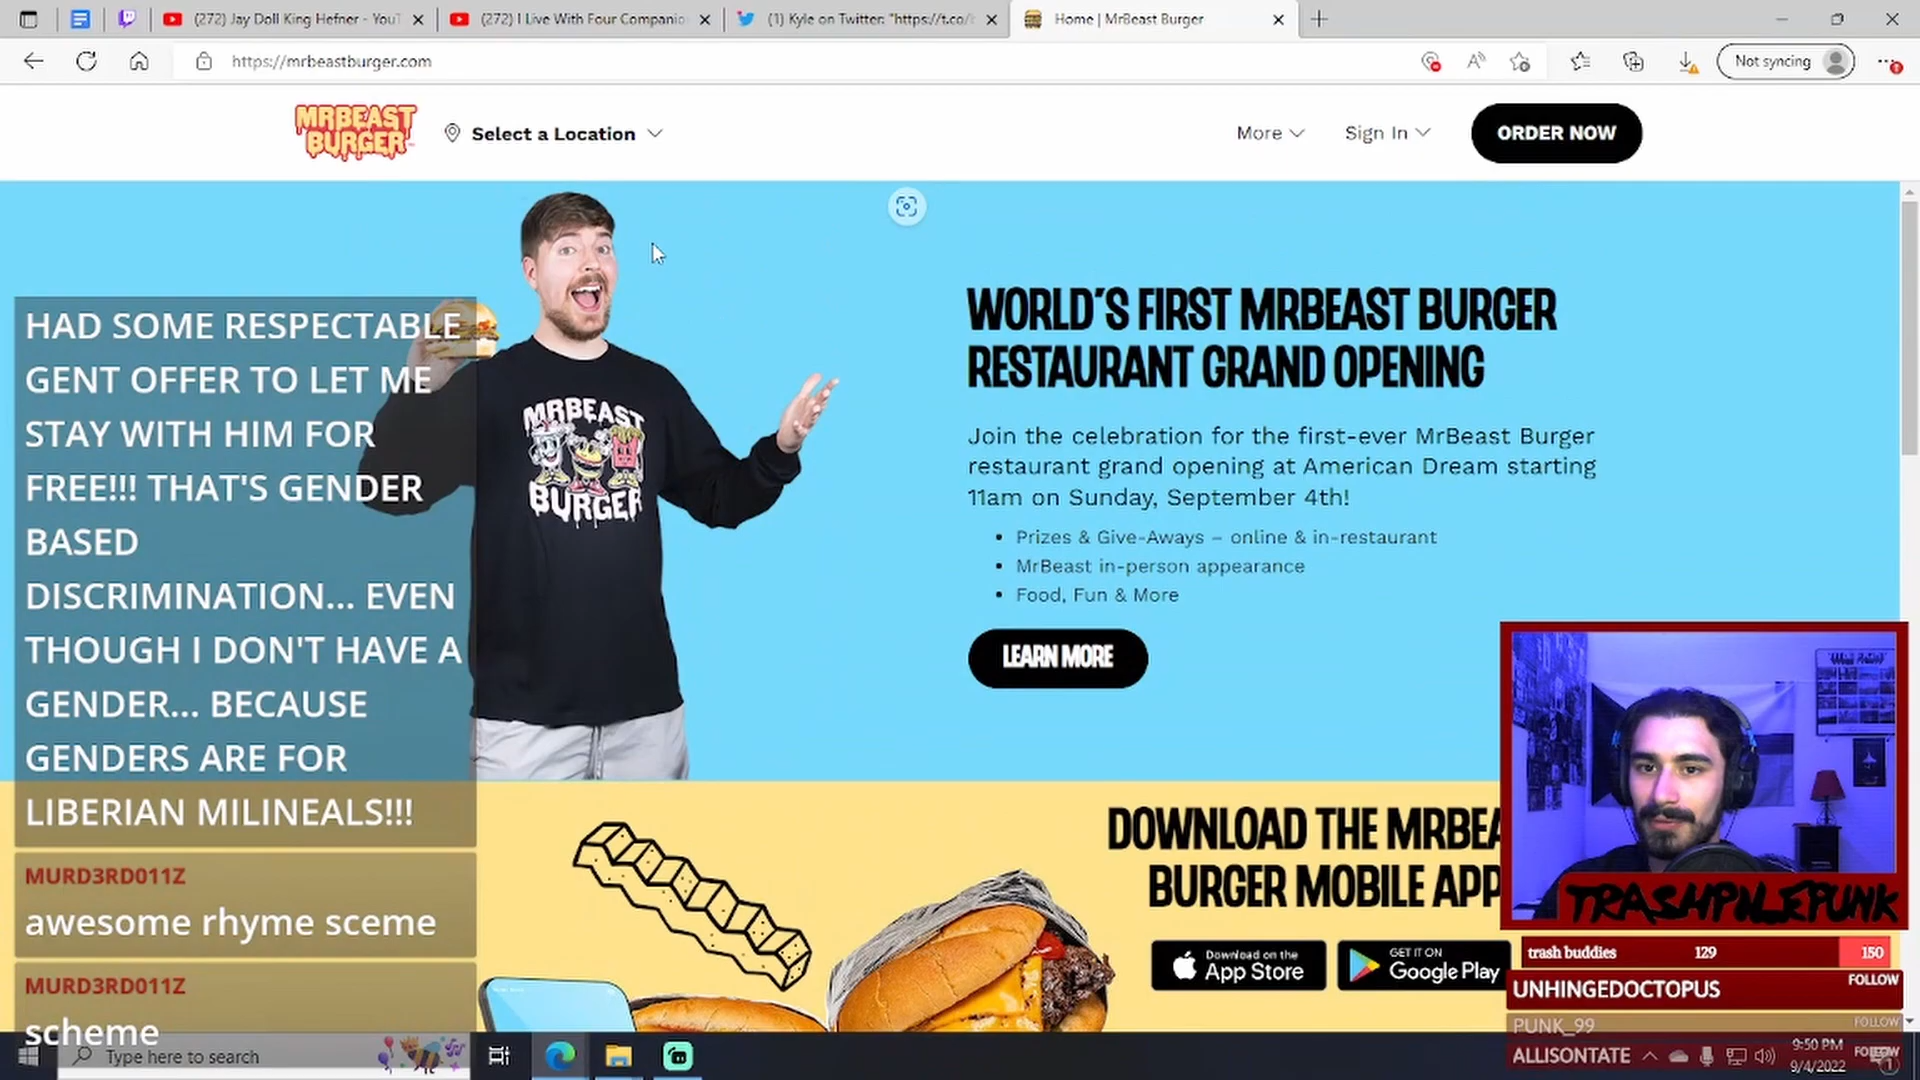 (272) Jay Doll King Hefner - YouT
(272) I Live With Four Companio
(1) Kyle on Twitter: "https://t.co/t
Home | MrBeast Burger
https://mrbeastburger.com
Not syncing
MRBEAST
BURGER
Select a Location
More
Sign In
ORDER NOW
HAD SOME RESPECTABLE
GENT OFFER TO LET ME
STAY WITH HIM FOR
FREE!!! THAT'S GENDER
BASED
DISCRIMINATION... EVEN
THOUGH I DON'T HAVE A
GENDER... BECAUSE
GENDERS ARE FOR
LIBERIAN MILINEALS!!!
MURD3RD011Z
awesome rhyme sceme
MURD3RD011Z
scheme
MRBEAST
BURGER
WORLD'S FIRST MRBEAST BURGER
RESTAURANT GRAND OPENING
Join the celebration for the first-ever MrBeast Burger
restaurant grand opening at American Dream starting
11am on Sunday, September 4th!
• Prizes & Give-Aways – online & in-restaurant
• MrBeast in-person appearance
• Food, Fun & More
LEARN MORE
DOWNLOAD THE MRBEA
BURGER MOBILE APP
Download on the
App Store
GET IT ON
Google Play
TRASHPILEPUNK
trash buddies 129 150
UNHINGEDOCTOPUS FOLLOW
PUNK_99 FOLLOW
ALLISONTATE FOLLOW
Type here to search
9:50 PM
9/4/2022